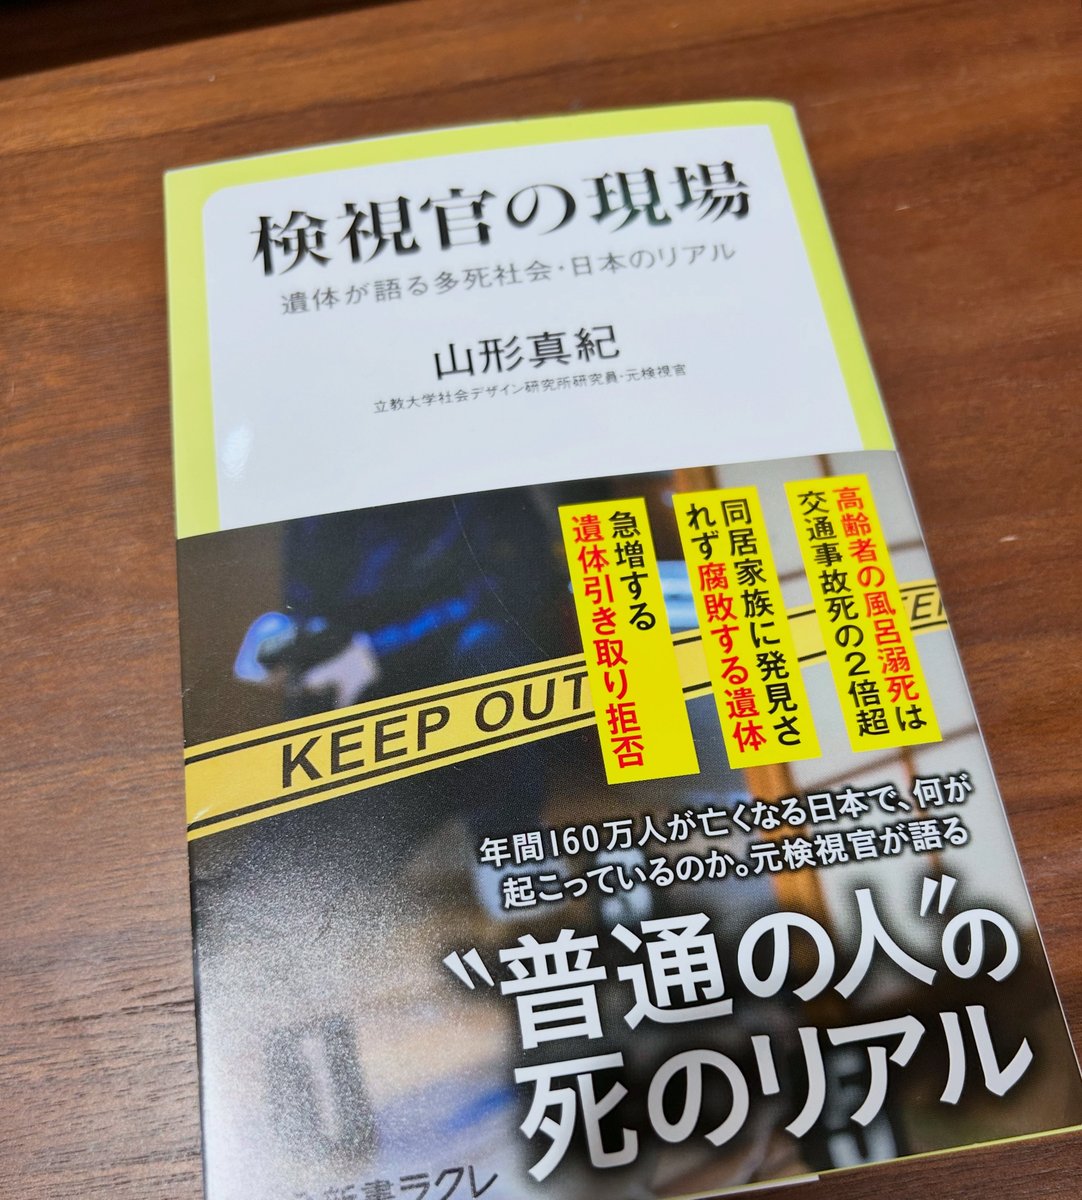 検視官の現場
遺体が語る多死社会・日本のリアル
山形真紀
立教大学社会デザイン研究所研究員・元検視官
高齢者の風呂溺死は
交通事故死の2倍超
同居家族に発見さ
れず腐敗する遺体
急増する
遺体引き取り拒否
KEEP OUT
年間160万人が亡くなる日本で、何が
起こっているのか。元検視官が語る
〝普通の人〟の
死のリアル
新書ラクレ